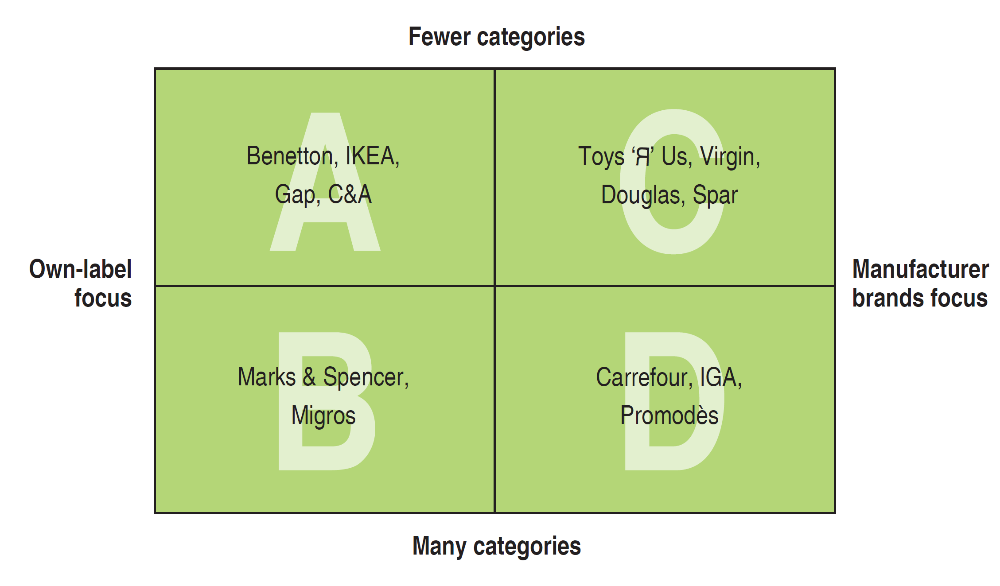 Fewer categories
A
Benetton, IKEA,
Gap, C&A
C
Toys ‘Я’ Us, Virgin,
Douglas, Spar
Own-label
focus
Manufacturer
brands focus
B
Marks & Spencer,
Migros
D
Carrefour, IGA,
Promodès
Many categories